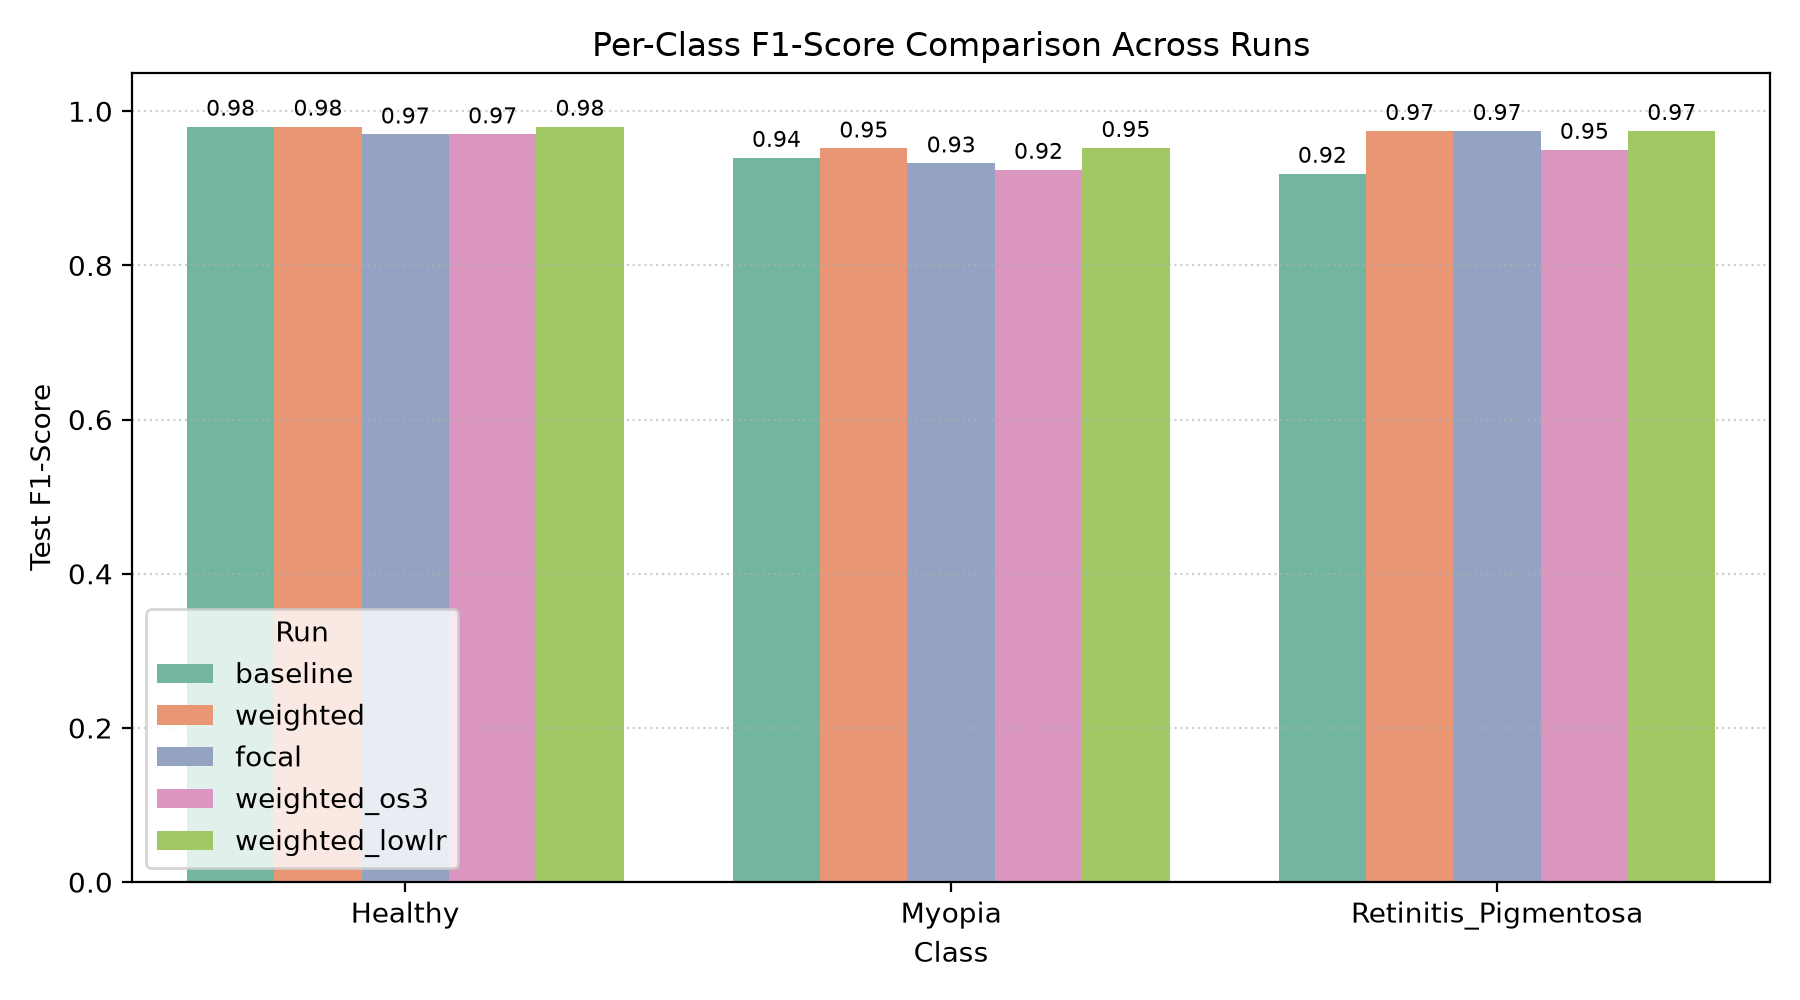 Per-Class F1-Score Comparison Across Runs
0.98 0.98 0.97 0.97 0.98 0.94 0.95 0.93 0.92 0.95 0.92 0.97 0.97 0.95 0.97
Test F1-Score
1.0
0.8
0.6
0.4
0.2
0.0
Run
baseline
weighted
focal
weighted_os3
weighted_lowlr
Healthy Myopia Retinitis_Pigmentosa
Class